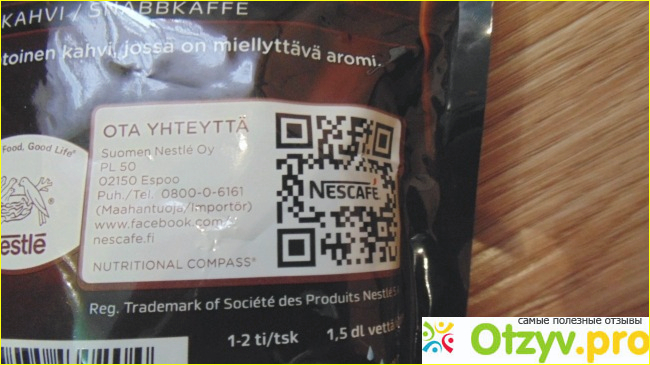 KAHVI / SNABBKAFFE
toinen kahvi, jossa on miellyttävä aromi.
OTA YHTEYTTÄ
Suomen Nestlé Oy
PL 50
02150 Espoo
Puh./Tel. 0800-0-6161
(Maahantuoja/Importör)
www.facebook.com/
nescafe.fi
NUTRITIONAL COMPASS®
NESCAFÉ
Food, Good Life®
estlé
Reg. Trademark of Société des Produits Nestlé
1-2 tl/tsk
1,5 dl vettä
самые полезные отзывы
Otzyv.pro